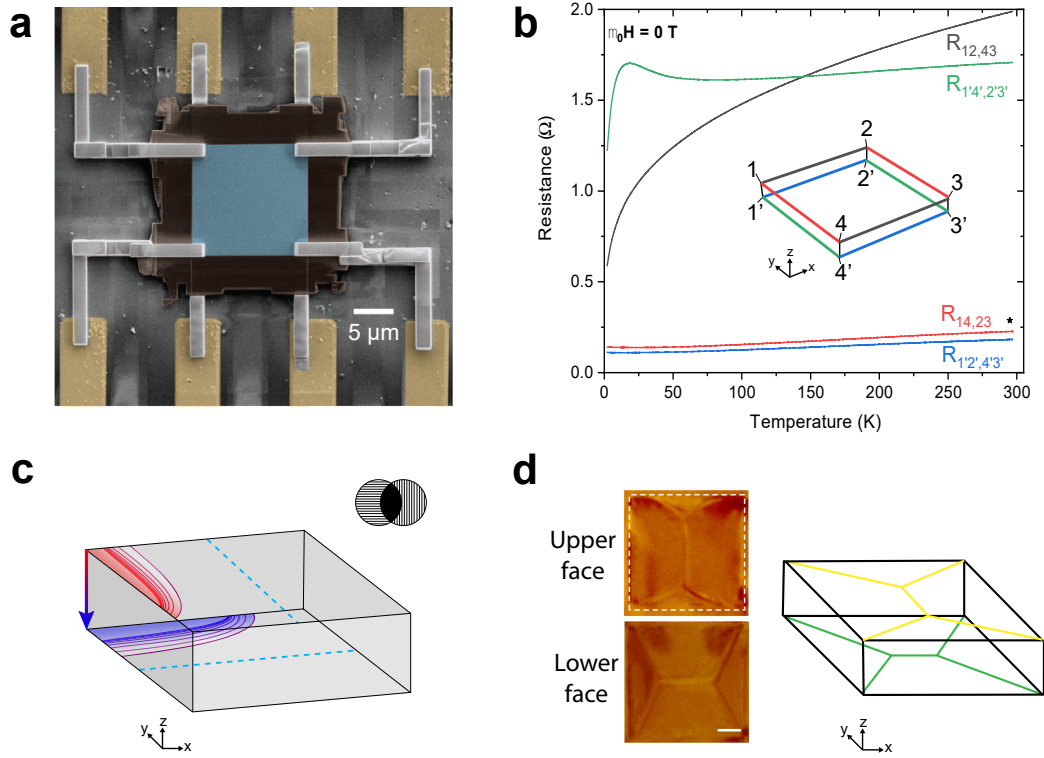 a
5 µm
b
Resistance (Ω)
2.0
1.5
1.0
0.5
0.0
m₀H = 0 T
R₁₂,₄₃
R₁'₄',₂'₃'
R₁₄,₂₃
*
R₁'₂',₄'₃'
1
2
3
4
1'
2'
3'
4'
y z x
0 50 100 150 200 250 300
Temperature (K)
c
y z x
d
Upper
face
Lower
face
y z x